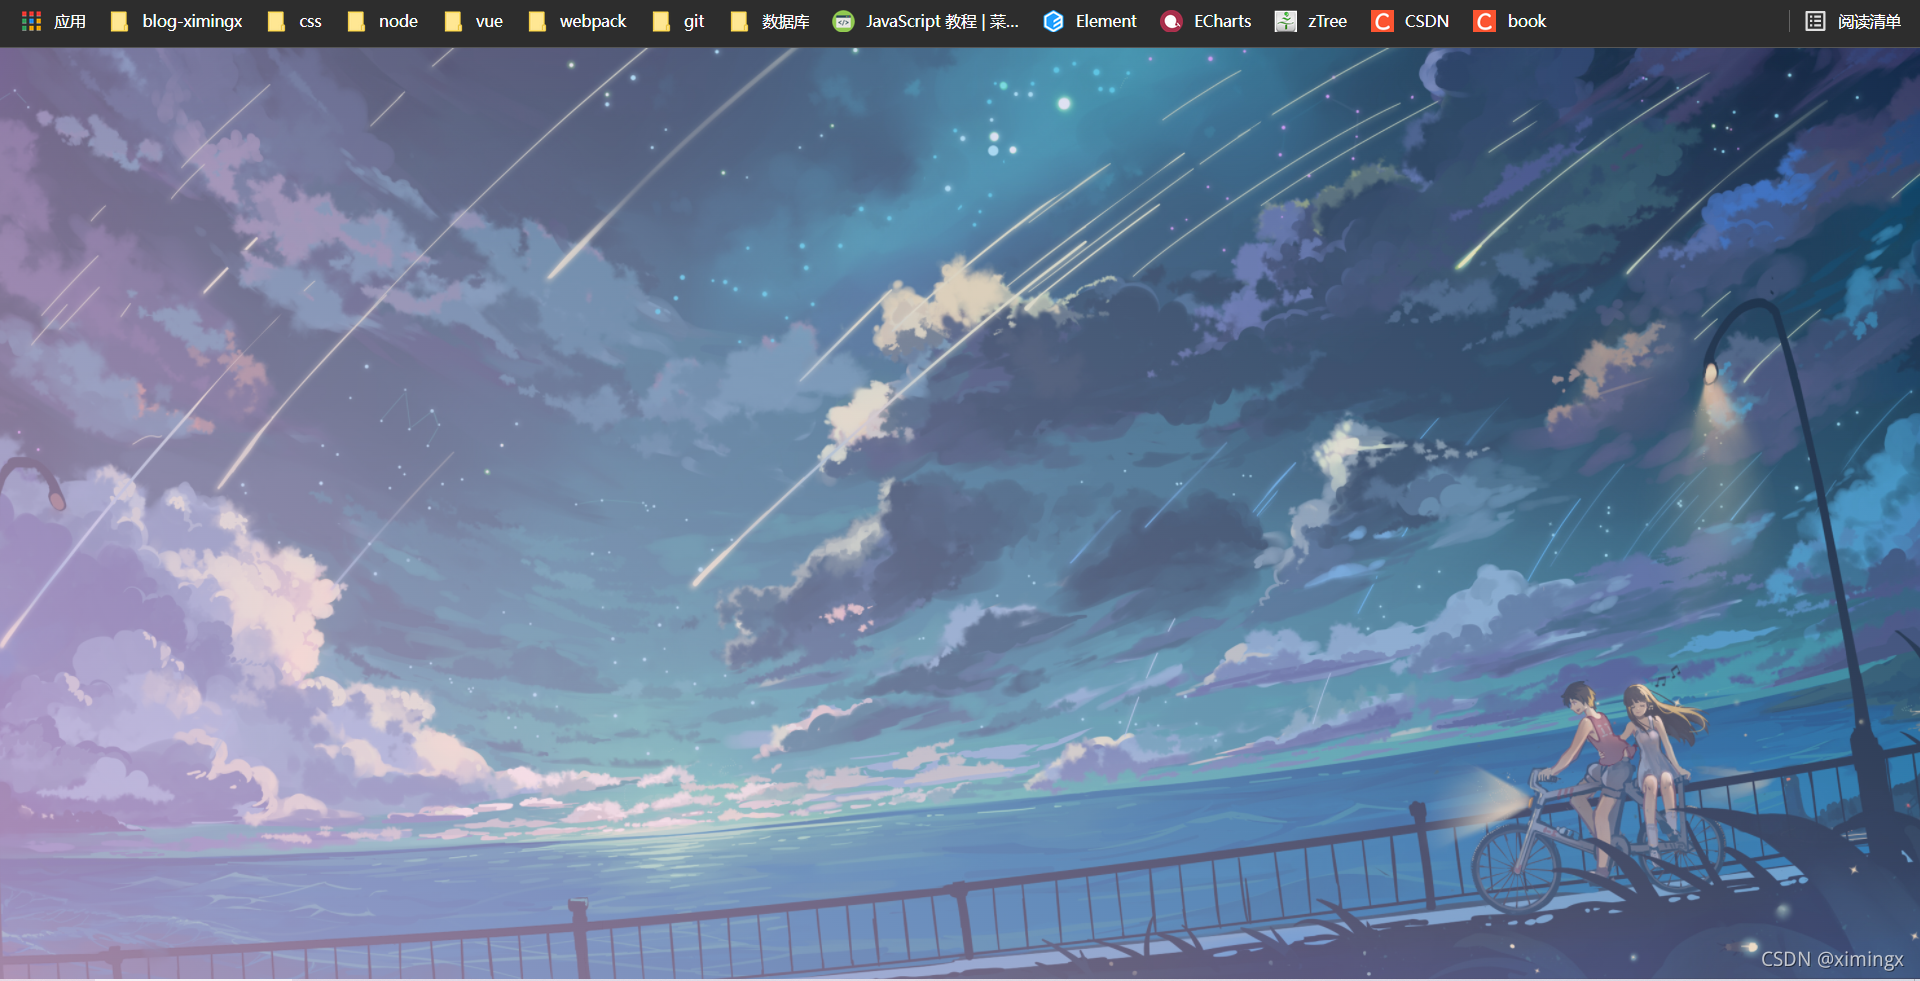 应用 blog-ximingx css node vue webpack git 数据库 JavaScript 教程 | 菜... Element ECharts zTree CSDN book 阅读清单
CSDN @ximingx